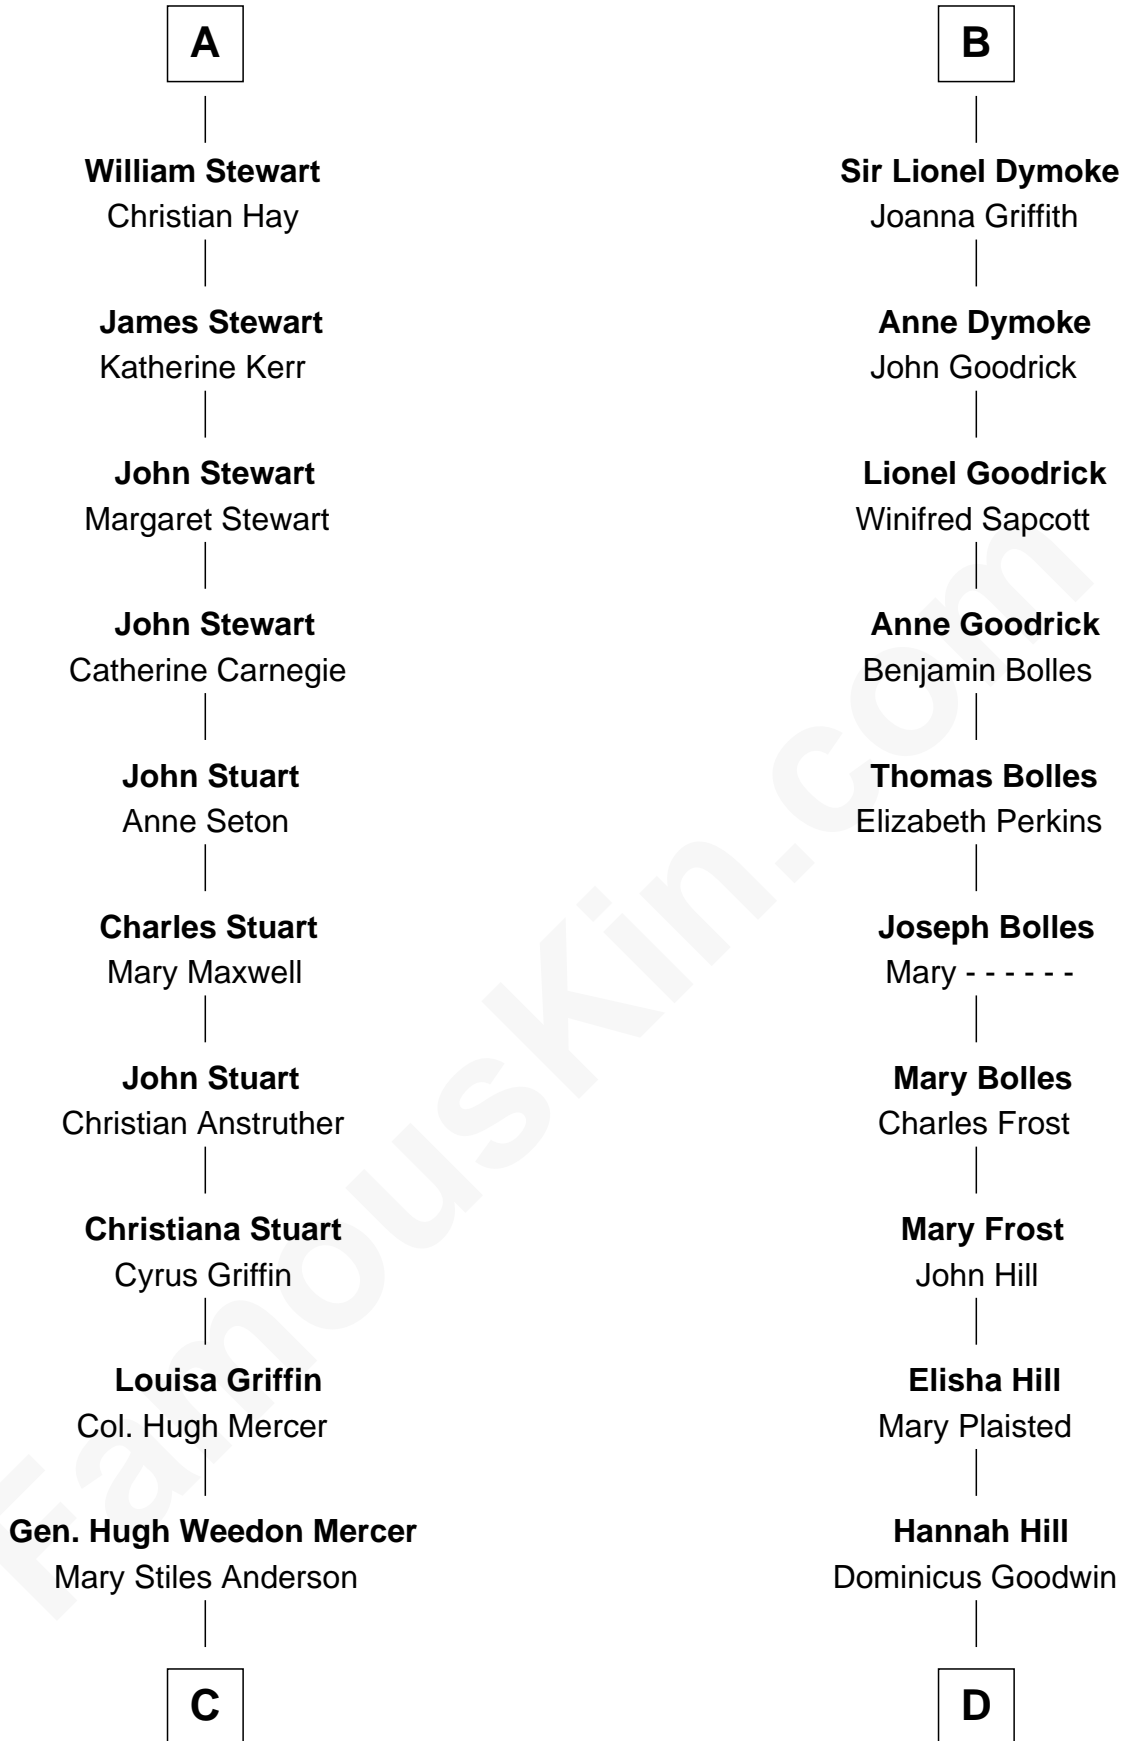 A
William Stewart
Christian Hay
James Stewart
Katherine Kerr
John Stewart
Margaret Stewart
John Stewart
Catherine Carnegie
John Stuart
Anne Seton
Charles Stuart
Mary Maxwell
John Stuart
Christian Anstruther
Christiana Stuart
Cyrus Griffin
Louisa Griffin
Col. Hugh Mercer
Gen. Hugh Weedon Mercer
Mary Stiles Anderson
C
B
Sir Lionel Dymoke
Joanna Griffith
Anne Dymoke
John Goodrick
Lionel Goodrick
Winifred Sapcott
Anne Goodrick
Benjamin Bolles
Thomas Bolles
Elizabeth Perkins
Joseph Bolles
Mary - - - - - -
Mary Bolles
Charles Frost
Mary Frost
John Hill
Elisha Hill
Mary Plaisted
Hannah Hill
Dominicus Goodwin
D
FamousKin.com